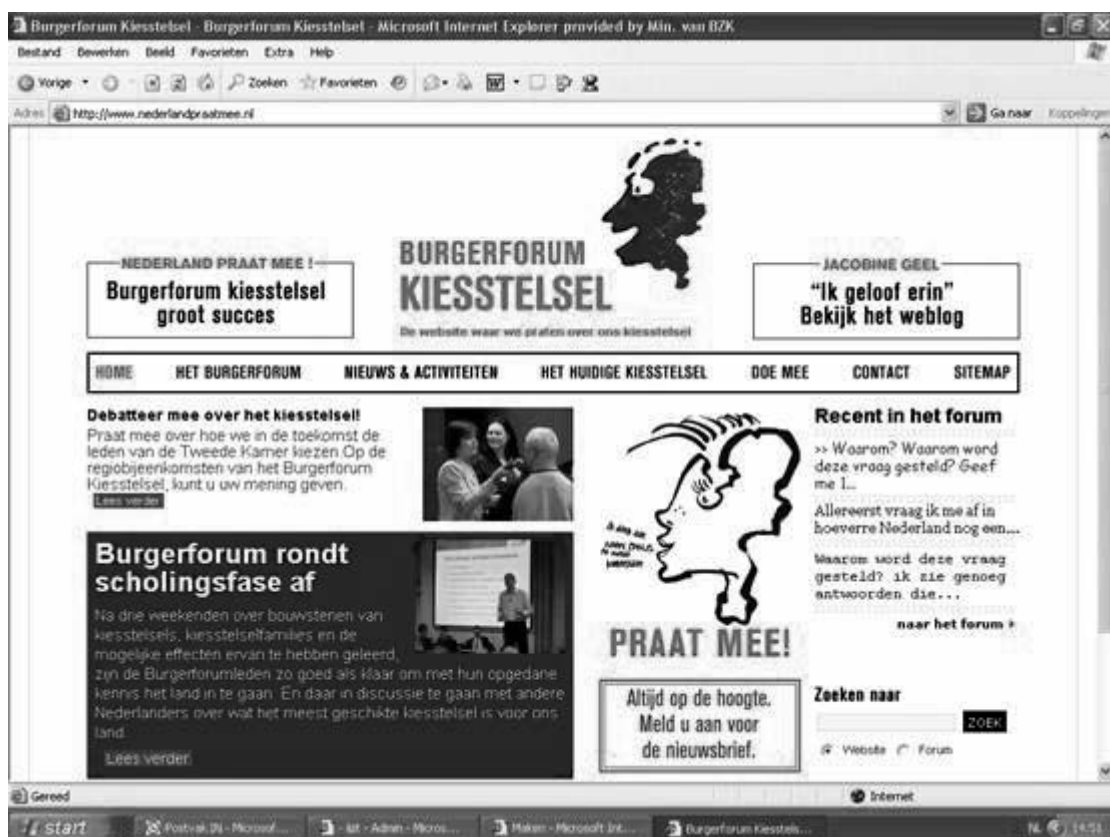 Burgerforum Kiesstelsel - Burgerforum Kiesstelsel - Microsoft Internet Explorer provided by Min. van BZK
Bestand Bewerken Beeld Favorieten Extra Help
Vorige Zoeken Favorieten
Adres http://www.nederlandpraatmee.nl Ga naar Koppelingen
NEDERLAND PRAAT MEE !
Burgerforum kiesstelsel
groot succes
BURGERFORUM
KIESSTELSEL
De website waar we praten over ons kiesstelsel
JACOBINE GEEL
“Ik geloof erin”
Bekijk het weblog
HOME HET BURGERFORUM NIEUWS & ACTIVITEITEN HET HUIDIGE KIESSTELSEL DOE MEE CONTACT SITEMAP
Debatteer mee over het kiesstelsel!
Praat mee over hoe we in de toekomst de
leden van de Tweede Kamer kiezen.Op de
regiobijeenkomsten van het Burgerforum
Kiesstelsel, kunt u uw mening geven.
Lees verder
Burgerforum rondt
scholingsfase af
Na drie weekenden over bouwstenen van
kiesstelsels, kiesstelselfamilies en de
mogelijke effecten ervan te hebben geleerd,
zijn de Burgerforumleden zo goed als klaar om met hun opgedane
kennis het land in te gaan. En daar in discussie te gaan met andere
Nederlanders over wat het meest geschikte kiesstelsel is voor ons
land.
Lees verder
PRAAT MEE!
Altijd op de hoogte.
Meld u aan voor
de nieuwsbrief.
Recent in het forum
>> Waarom? Waarom word
deze vraag gesteld? Geef
me 1...
Allereerst vraag ik me af in
hoeverre Nederland nog een...
Waarom word deze vraag
gesteld? ik zie genoeg
antwoorden die...
naar het forum
Zoeken naar
ZOEK
Website Forum
Gereed Internet
start Postvak IN - Microsof... - Admin - Micros... Maken - Microsoft Int... Burgerforum Kiesstels... NL 14:51